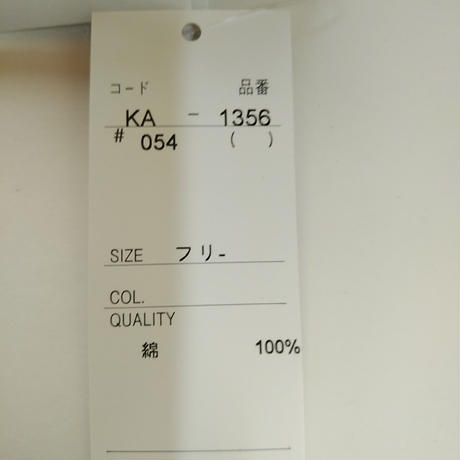 コード 品番
KA - 1356
# 054 ( )
SIZE フリ-
COL.
QUALITY
綿 100%